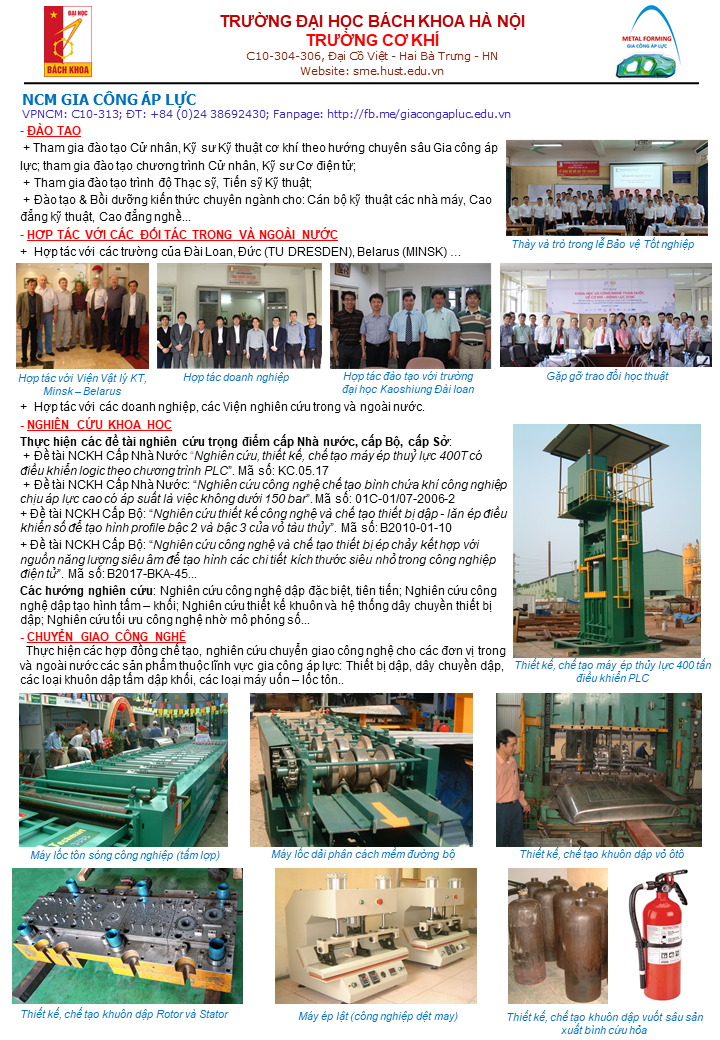 ĐẠI HỌC
BÁCH KHOA
TRƯỜNG ĐẠI HỌC BÁCH KHOA HÀ NỘI
TRƯỜNG CƠ KHÍ
C10-304-306, Đại Cồ Việt - Hai Bà Trưng - HN
Website: sme.hust.edu.vn
METAL FORMING
GIA CÔNG ÁP LỰC
NCM GIA CÔNG ÁP LỰC
VPNCM: C10-313; ĐT: +84 (0)24 38692430; Fanpage: http://fb.me/giacongapluc.edu.vn
- ĐÀO TẠO
+ Tham gia đào tạo Cử nhân, Kỹ sư Kỹ thuật cơ khí theo hướng chuyên sâu Gia công áp
lực; tham gia đào tạo chương trình Cử nhân, Kỹ sư Cơ điện tử;
+ Tham gia đào tạo trình độ Thạc sỹ, Tiến sỹ Kỹ thuật;
+ Đào tạo & Bồi dưỡng kiến thức chuyên ngành cho: Cán bộ kỹ thuật các nhà máy, Cao
đẳng kỹ thuật, Cao đẳng nghề...
Thày và trò trong lễ Bảo vệ Tốt nghiệp
- HỢP TÁC VỚI CÁC ĐỐI TÁC TRONG VÀ NGOÀI NƯỚC
+ Hợp tác với các trường của Đài Loan, Đức (TU DRESDEN), Belarus (MINSK) …
Hợp tác với Viện Vật lý KT,
Minsk – Belarus
Hợp tác doanh nghiệp
Hợp tác đào tạo với trường
đại học Kaoshiung Đài loan
Gặp gỡ trao đổi học thuật
+ Hợp tác với các doanh nghiệp, các Viện nghiên cứu trong và ngoài nước.
- NGHIÊN CỨU KHOA HỌC
Thực hiện các đề tài nghiên cứu trọng điểm cấp Nhà nước, cấp Bộ, cấp Sở:
+ Đề tài NCKH Cấp Nhà Nước “Nghiên cứu, thiết kế, chế tạo máy ép thuỷ lực 400T có
điều khiển logic theo chương trình PLC”. Mã số: KC.05.17
+ Đề tài NCKH Cấp Nhà Nước: “Nghiên cứu công nghệ chế tạo bình chứa khí công nghiệp
chịu áp lực cao có áp suất là việc không dưới 150 bar”. Mã số: 01C-01/07-2006-2
+ Đề tài NCKH Cấp Bộ: “Nghiên cứu thiết kế công nghệ và chế tạo thiết bị dập - lăn ép điều
khiển số để tạo hình profile bậc 2 và bậc 3 của vỏ tàu thủy”. Mã số: B2010-01-10
+ Đề tài NCKH Cấp Bộ: “Nghiên cứu công nghệ và chế tạo thiết bị ép chảy kết hợp với
nguồn năng lượng siêu âm để tạo hình các chi tiết kích thước siêu nhỏ trong công nghiệp
điện tử”. Mã số: B2017-BKA-45...
Các hướng nghiên cứu: Nghiên cứu công nghệ dập đặc biệt, tiên tiến; Nghiên cứu công
nghệ dập tạo hình tấm – khối; Nghiên cứu thiết kế khuôn và hệ thống dây chuyền thiết bị
dập; Nghiên cứu tối ưu công nghệ nhờ mô phỏng số...
- CHUYỂN GIAO CÔNG NGHỆ
Thực hiện các hợp đồng chế tạo, nghiên cứu chuyển giao công nghệ cho các đơn vị trong
và ngoài nước các sản phẩm thuộc lĩnh vực gia công áp lực: Thiết bị dập, dây chuyền dập,
các loại khuôn dập tấm dập khối, các loại máy uốn – lốc tôn..
Thiết kế, chế tạo máy ép thủy lực 400 tấn
điều khiển PLC
Máy lốc tôn sóng công nghiệp (tấm lợp)
Máy lốc dải phân cách mềm đường bộ
Thiết kế, chế tạo khuôn dập vỏ ôtô
Thiết kế, chế tạo khuôn dập Rotor và Stator
Máy ép lật (công nghiệp dệt may)
Thiết kế, chế tạo khuôn dập vuốt sâu sản
xuất bình cứu hỏa